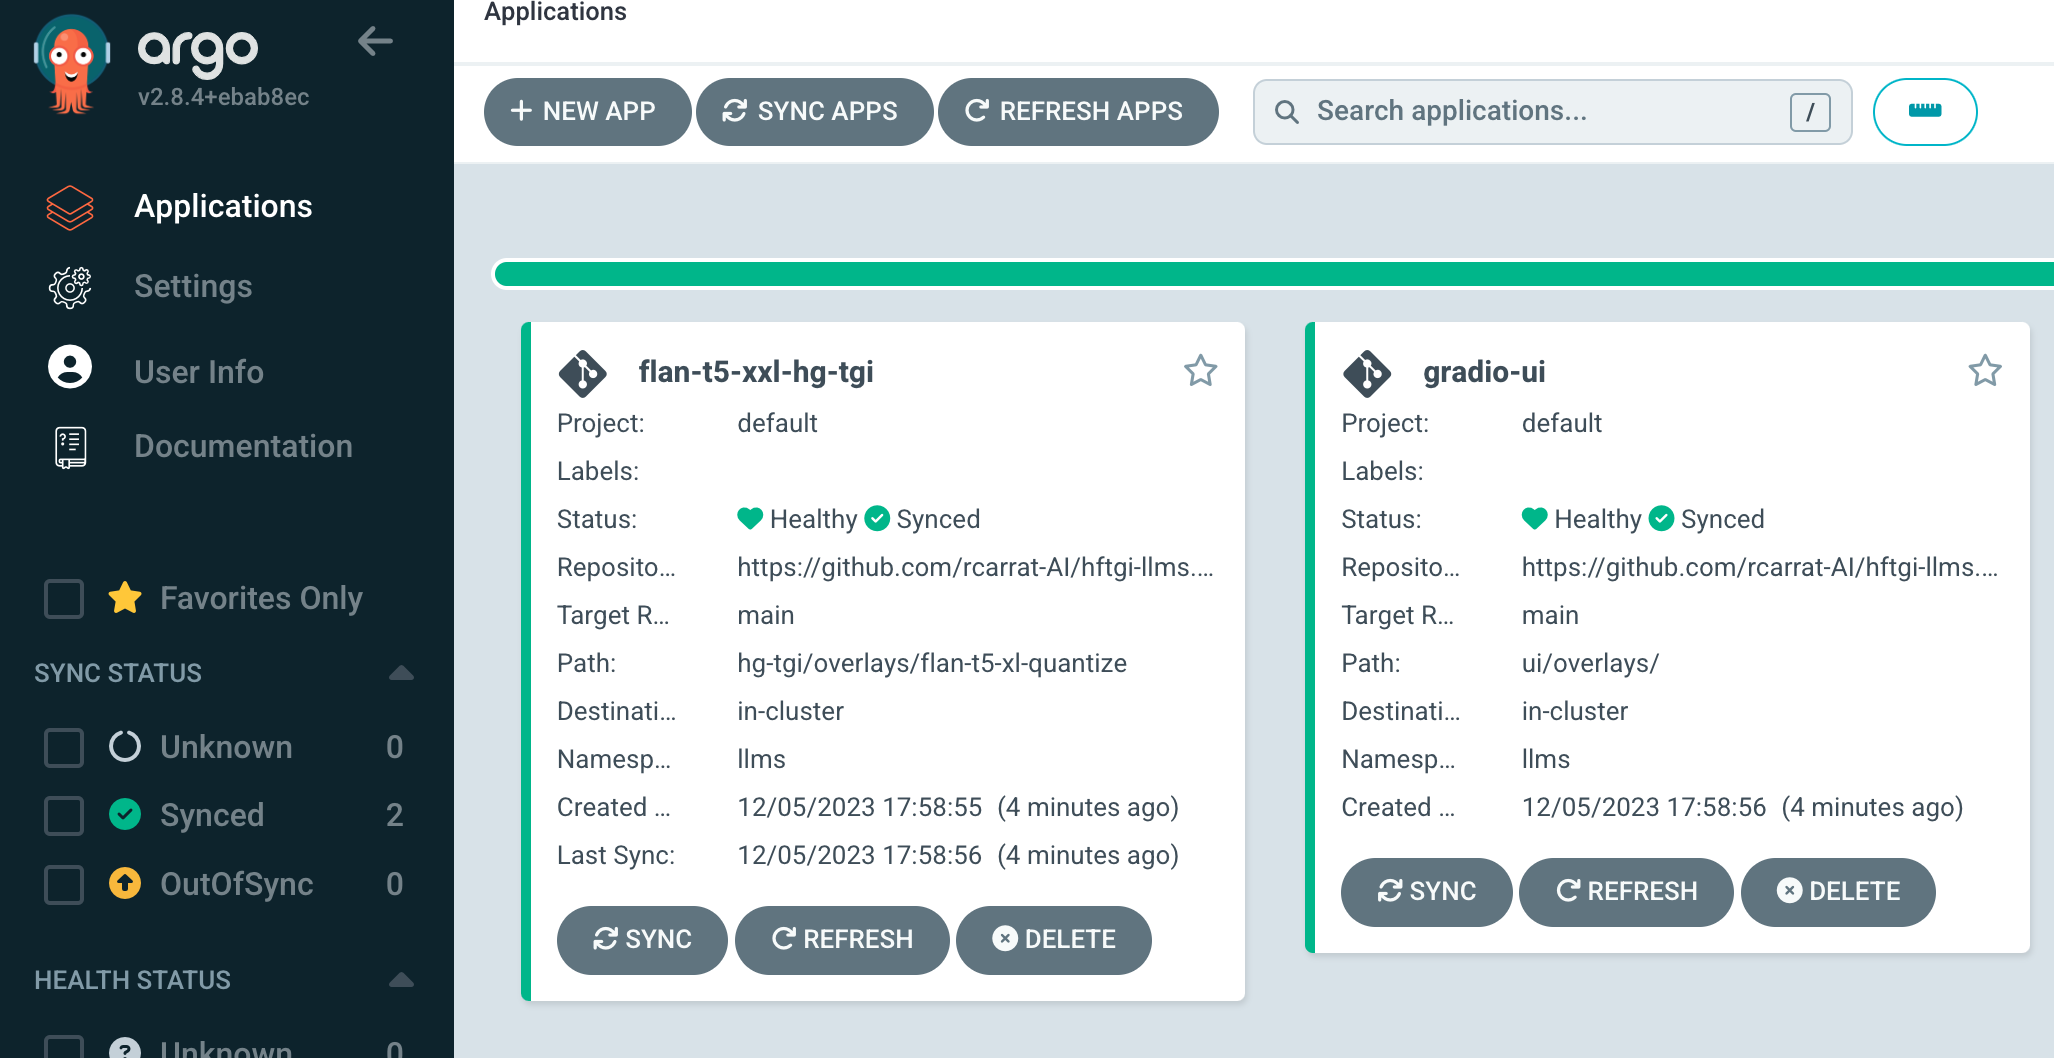 argo
v2.8.4+ebab8ec
Applications
Settings
User Info
Documentation
Favorites Only
SYNC STATUS
Unknown 0
Synced 2
OutOfSync 0
HEALTH STATUS
Unknown 0
Applications
NEW APP SYNC APPS REFRESH APPS Search applications... /
flan-t5-xxl-hg-tgi
Project: default
Labels:
Status: Healthy Synced
Reposito... https://github.com/rcarrat-AI/hftgi-llms....
Target R... main
Path: hg-tgi/overlays/flan-t5-xl-quantize
Destinati... in-cluster
Namesp... llms
Created ... 12/05/2023 17:58:55 (4 minutes ago)
Last Sync: 12/05/2023 17:58:56 (4 minutes ago)
SYNC REFRESH DELETE
gradio-ui
Project: default
Labels:
Status: Healthy Synced
Reposito... https://github.com/rcarrat-AI/hftgi-llms....
Target R... main
Path: ui/overlays/
Destinati... in-cluster
Namesp... llms
Created ... 12/05/2023 17:58:56 (4 minutes ago)
SYNC REFRESH DELETE